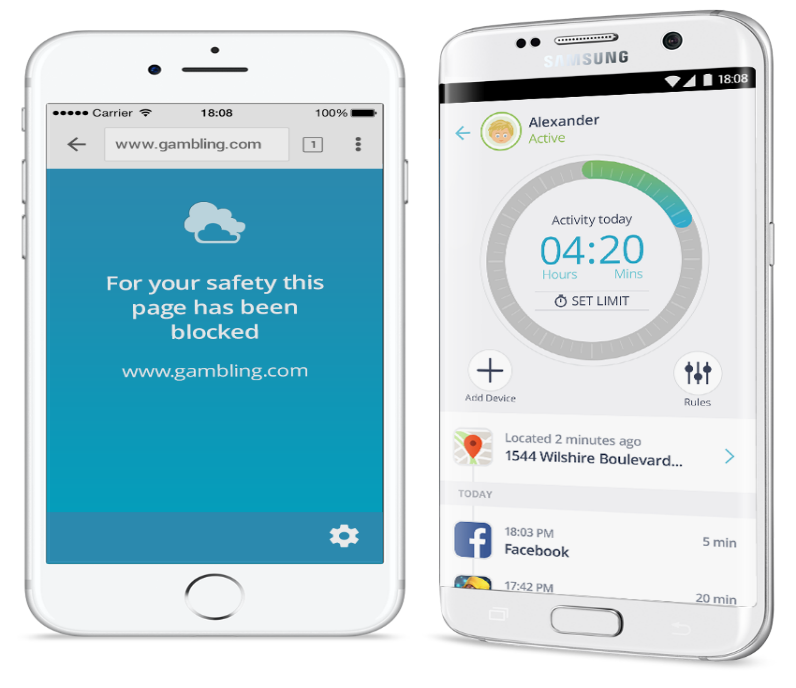 Carrier 18:08 100%
www.gambling.com 1
For your safety this
page has been
blocked
www.gambling.com
SAMSUNG
18:08
Alexander
Active
Activity today
04:20
Hours Mins
SET LIMIT
Add Device Rules
Located 2 minutes ago
1544 Wilshire Boulevard...
TODAY
18:03 PM
Facebook 5 min
17:42 PM
20 min